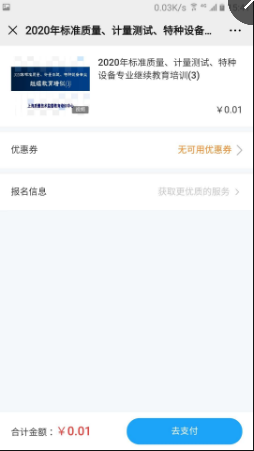 0.03K/s
2020年标准质量、计量测试、特种设备...
2020年标准质量、计量测试、特种
设备专业继续教育培训(3)
¥0.01
优惠券
无可用优惠券
报名信息
获取更优质的服务
合计金额：¥0.01
去支付